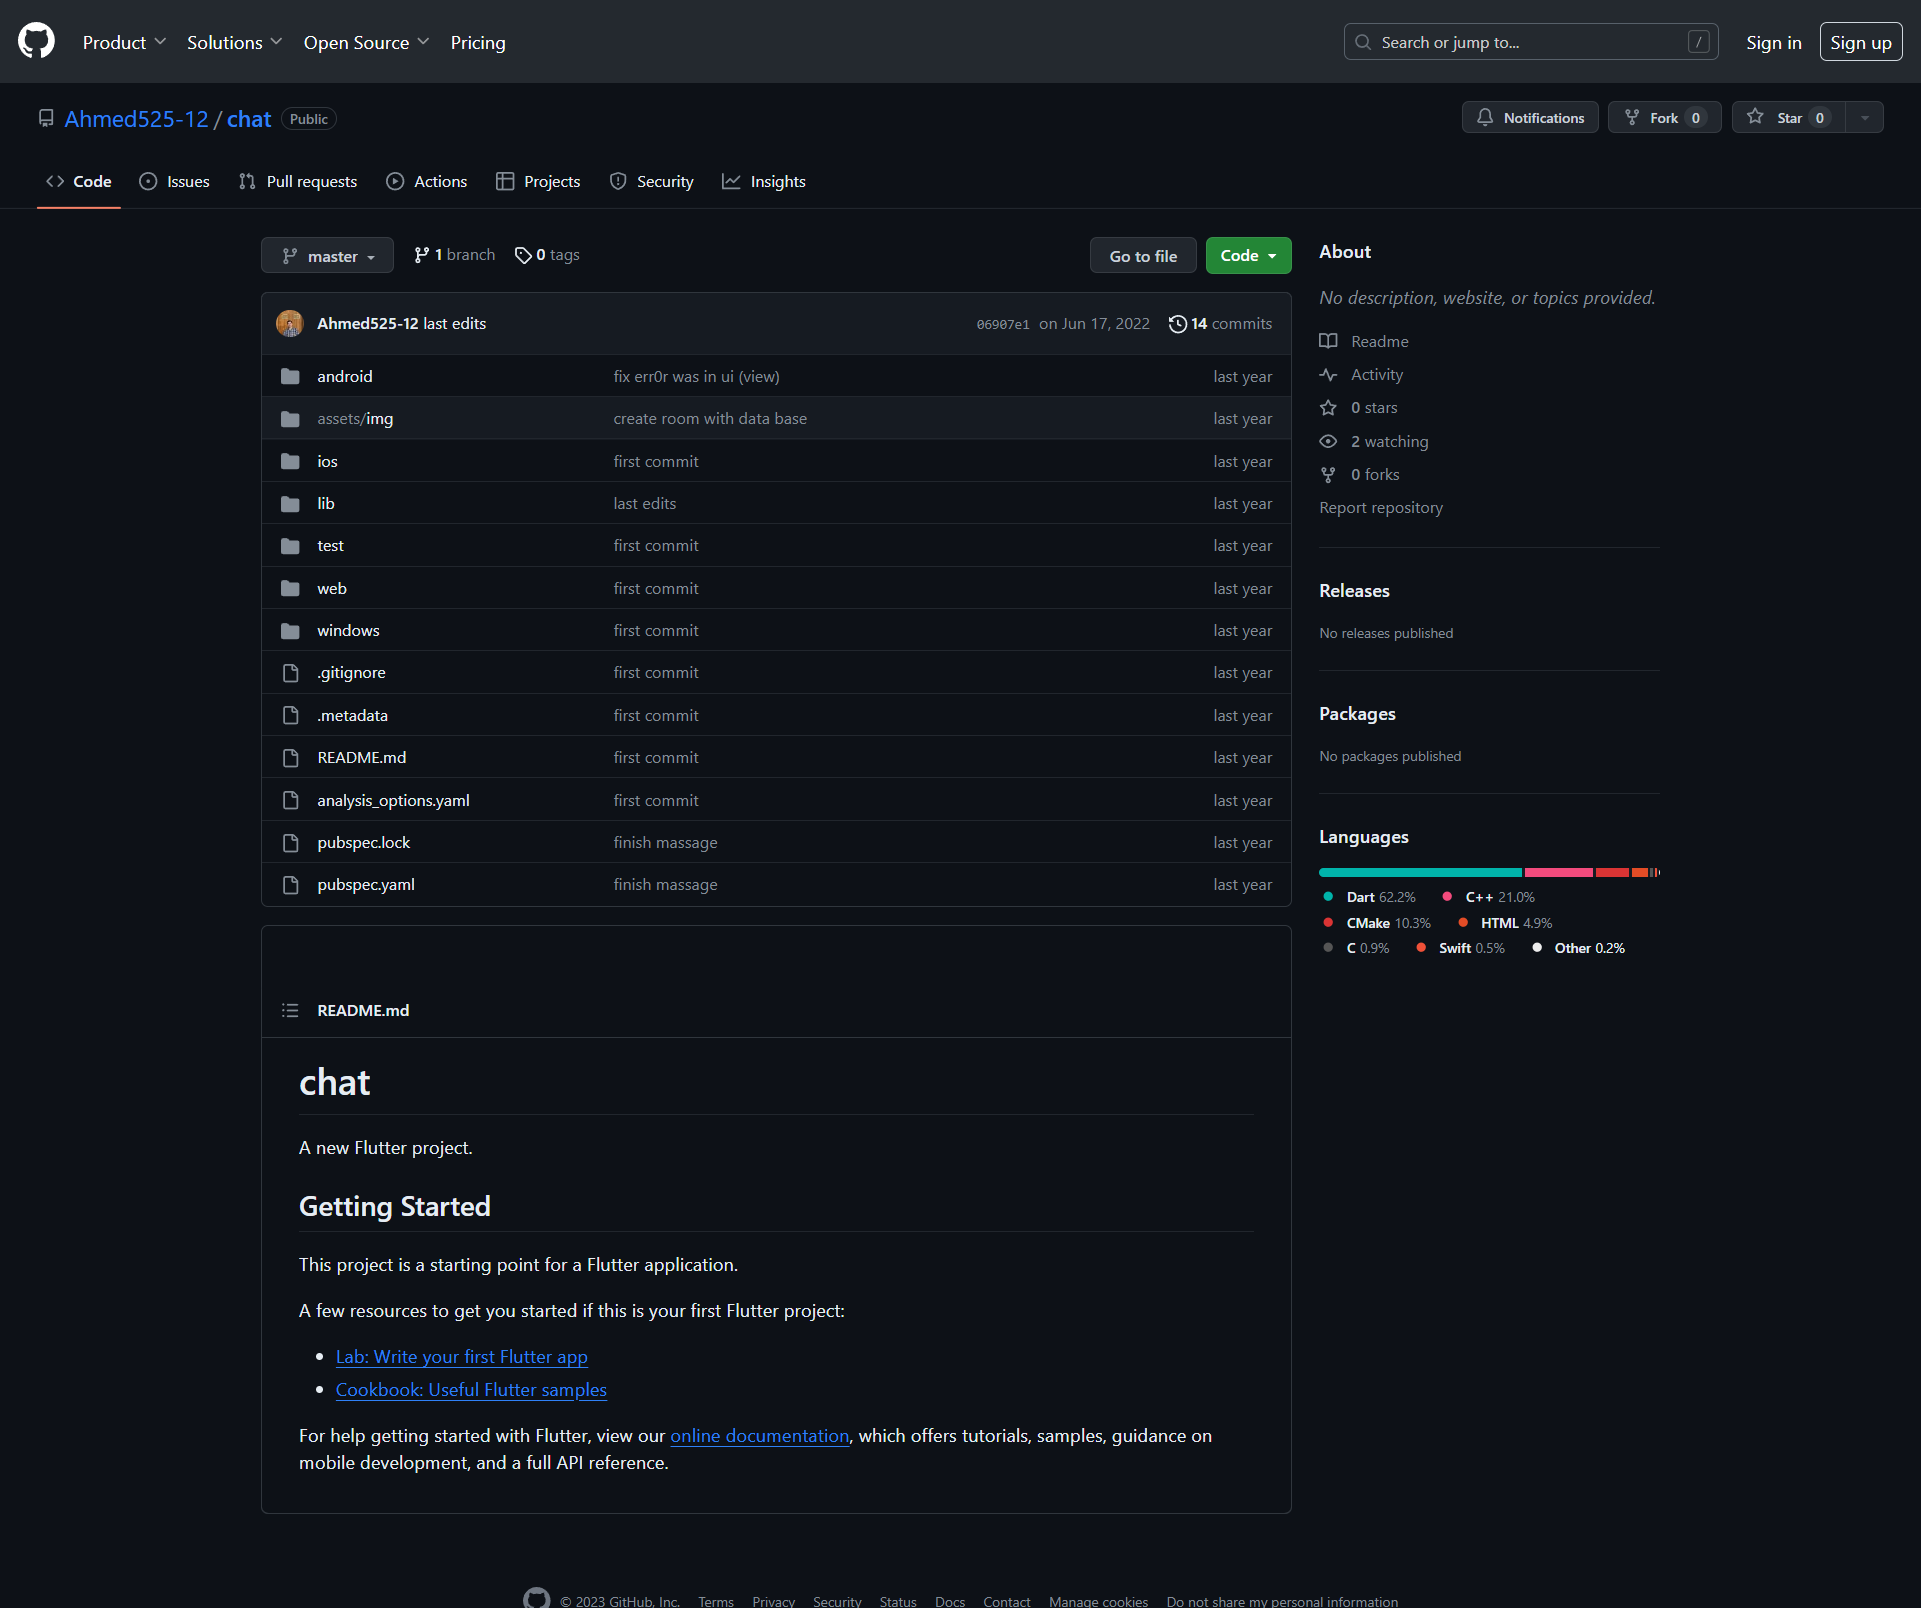 Product Solutions Open Source Pricing
Search or jump to... /
Sign in Sign up
Ahmed525-12 / chat Public
Notifications Fork 0 Star 0
Code Issues Pull requests Actions Projects Security Insights
master 1 branch 0 tags
Go to file Code
Ahmed525-12 last edits 06907e1 on Jun 17, 2022 14 commits
android fix err0r was in ui (view) last year
assets/img create room with data base last year
ios first commit last year
lib last edits last year
test first commit last year
web first commit last year
windows first commit last year
.gitignore first commit last year
.metadata first commit last year
README.md first commit last year
analysis_options.yaml first commit last year
pubspec.lock finish massage last year
pubspec.yaml finish massage last year
README.md
chat
A new Flutter project.
Getting Started
This project is a starting point for a Flutter application.
A few resources to get you started if this is your first Flutter project:
Lab: Write your first Flutter app
Cookbook: Useful Flutter samples
For help getting started with Flutter, view our online documentation, which offers tutorials, samples, guidance on
mobile development, and a full API reference.
About
No description, website, or topics provided.
Readme
Activity
0 stars
2 watching
0 forks
Report repository
Releases
No releases published
Packages
No packages published
Languages
Dart 62.2% C++ 21.0%
CMake 10.3% HTML 4.9%
C 0.9% Swift 0.5% Other 0.2%
© 2023 GitHub, Inc. Terms Privacy Security Status Docs Contact Manage cookies Do not share my personal information